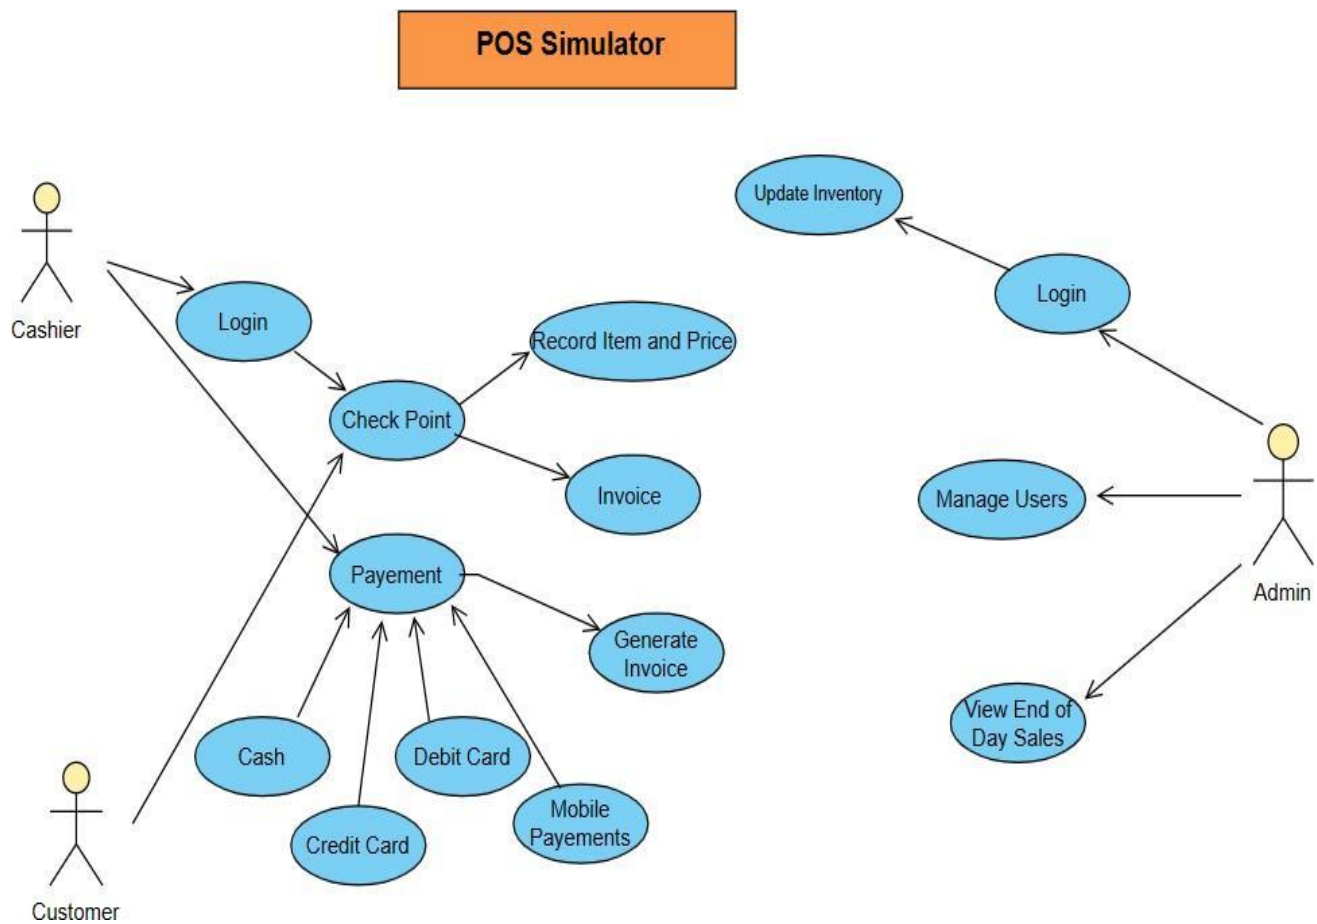 POS Simulator
Update Inventory
Login
Cashier
Login
Record Item and Price
Check Point
Invoice
Manage Users
Payement
Admin
Generate
Invoice
View End of
Day Sales
Cash
Debit Card
Mobile
Payements
Credit Card
Customer